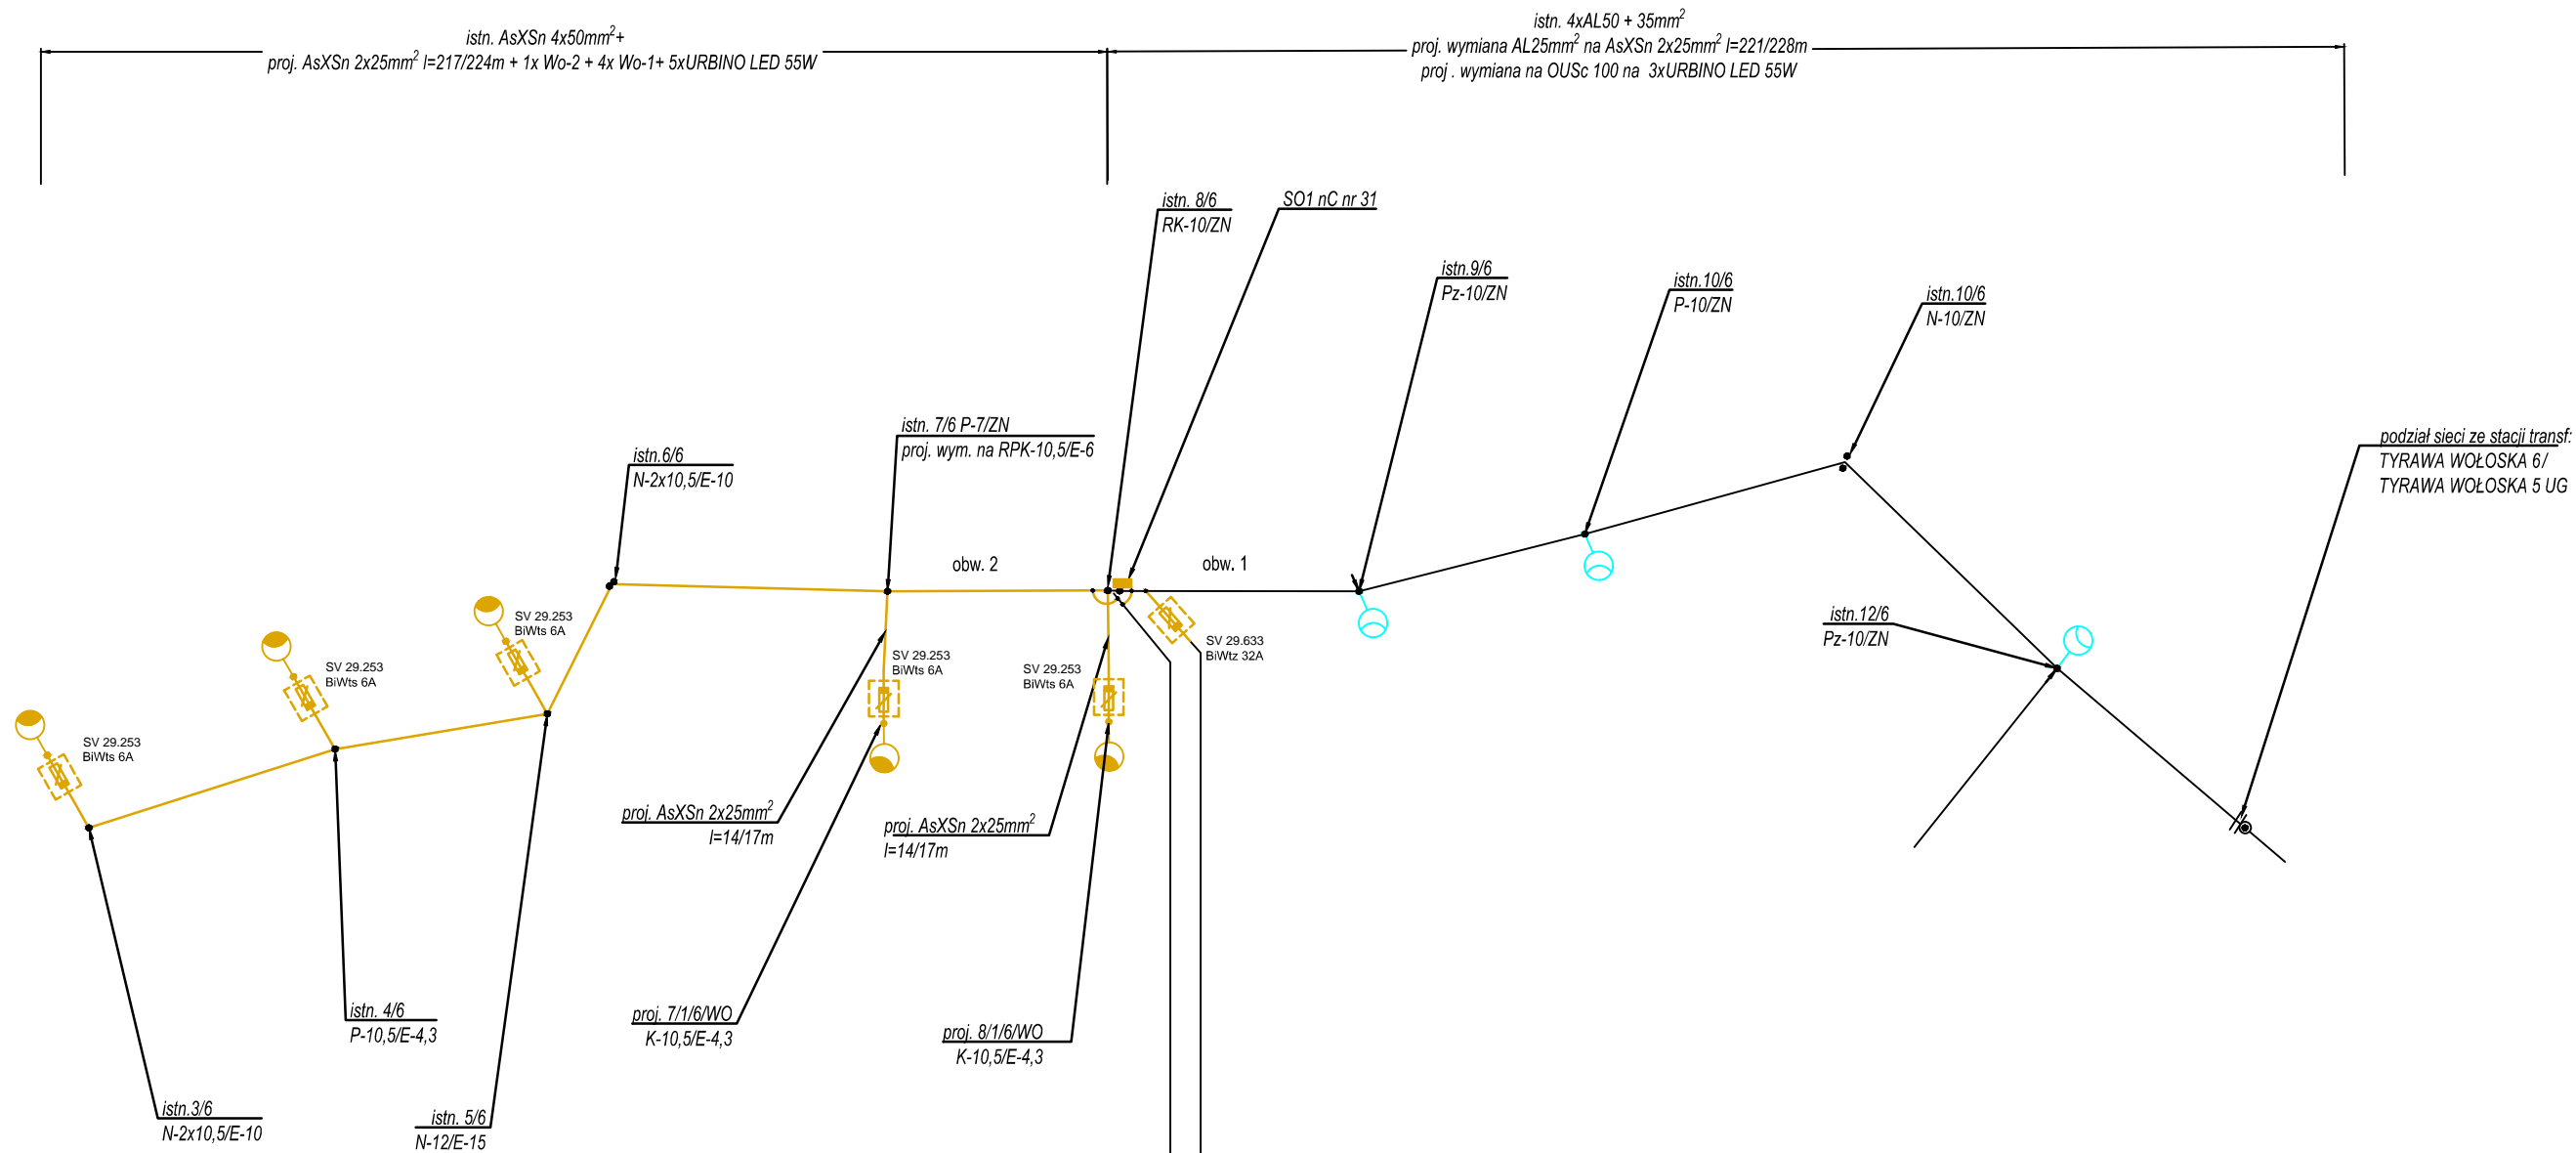 istn. AsXSn 4x50mm²+
proj. AsXSn 2x25mm² l=217/224m + 1x Wo-2 + 4x Wo-1+ 5xURBINO LED 55W
istn. 4xAL50 + 35mm²
proj. wymiana AL25mm² na AsXSn 2x25mm² l=221/228m
proj . wymiana na OUSc 100 na 3xURBINO LED 55W
istn. 8/6
RK-10/ZN
SO1 nC nr 31
istn.9/6
Pz-10/ZN
istn.10/6
P-10/ZN
istn.10/6
N-10/ZN
podział sieci ze stacji transf:
TYRAWA WOŁOSKA 6/
TYRAWA WOŁOSKA 5 UG
istn. 7/6 P-7/ZN
proj. wym. na RPK-10,5/E-6
istn.6/6
N-2x10,5/E-10
obw. 2
obw. 1
SV 29.253
BiWts 6A
SV 29.253
BiWts 6A
SV 29.253
BiWts 6A
SV 29.253
BiWts 6A
SV 29.253
BiWts 6A
SV 29.633
BiWtz 32A
istn.12/6
Pz-10/ZN
proj. AsXSn 2x25mm²
l=14/17m
proj. AsXSn 2x25mm²
l=14/17m
istn. 4/6
P-10,5/E-4,3
proj. 7/1/6/WO
K-10,5/E-4,3
proj. 8/1/6/WO
K-10,5/E-4,3
istn.3/6
N-2x10,5/E-10
istn. 5/6
N-12/E-15